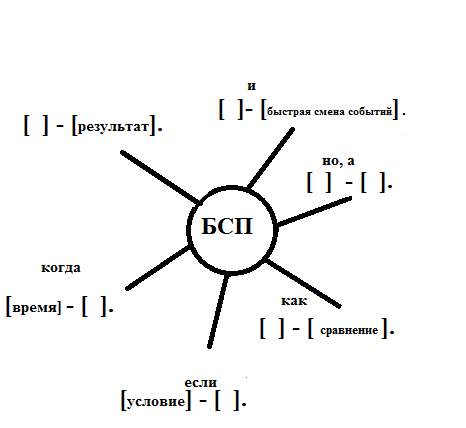 и
[ ]- [быстрая смена событий].
[ ] - [результат].
но, а
[ ] - [ ].
БСП
когда
[время] - [ ].
как
[ ] - [ сравнение ].
если
[условие] - [ ].